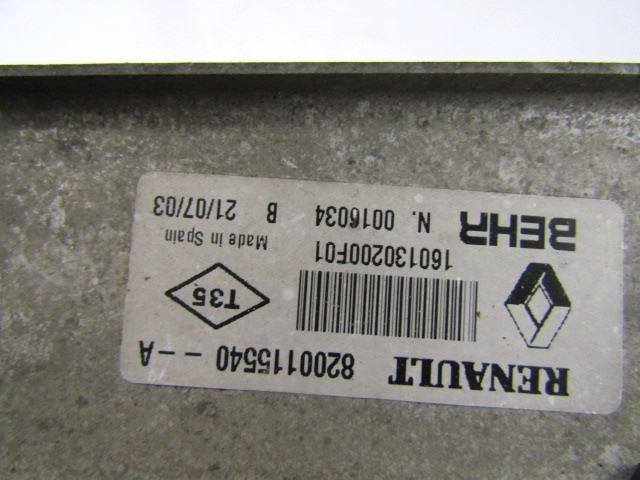 RENAULT 8200115540 --A
T35
160130200F01 Made in Spain
BEHR N. 0016034 B 21/07/03